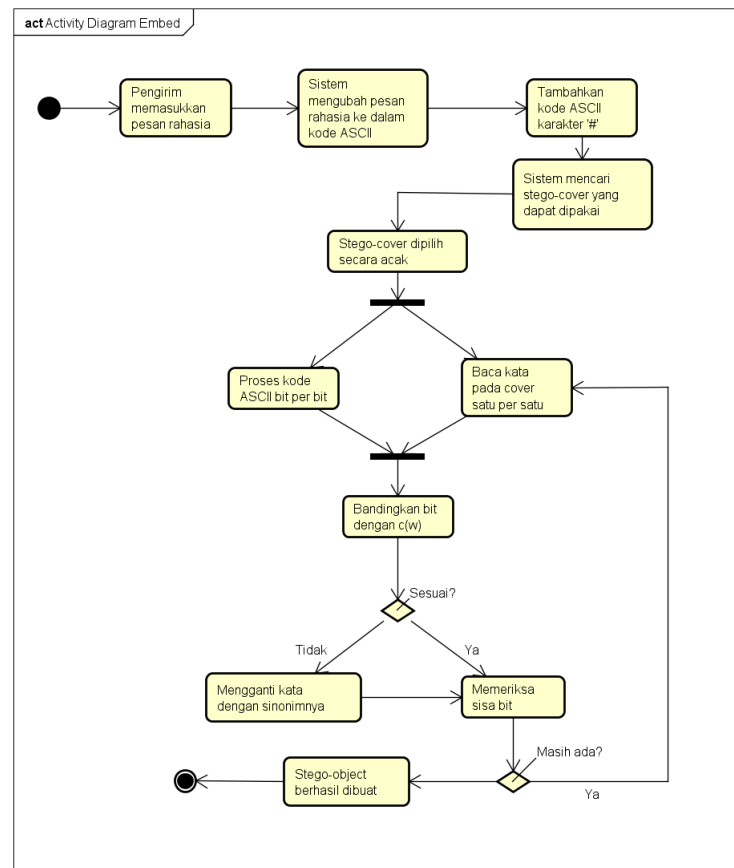 act Activity Diagram Embed
Pengirim
memasukkan
pesan rahasia
Sistem
mengubah pesan
rahasia ke dalam
kode ASCII
Tambahkan
kode ASCII
karakter '#'
Sistem mencari
stego-cover yang
dapat dipakai
Stego-cover dipilih
secara acak
Proses kode
ASCII bit per bit
Baca kata
pada cover
satu per satu
Bandingkan bit
dengan c(w)
Sesuai?
Tidak
Ya
Mengganti kata
dengan sinonimnya
Memeriksa
sisa bit
Masih ada?
Ya
Stego-object
berhasil dibuat